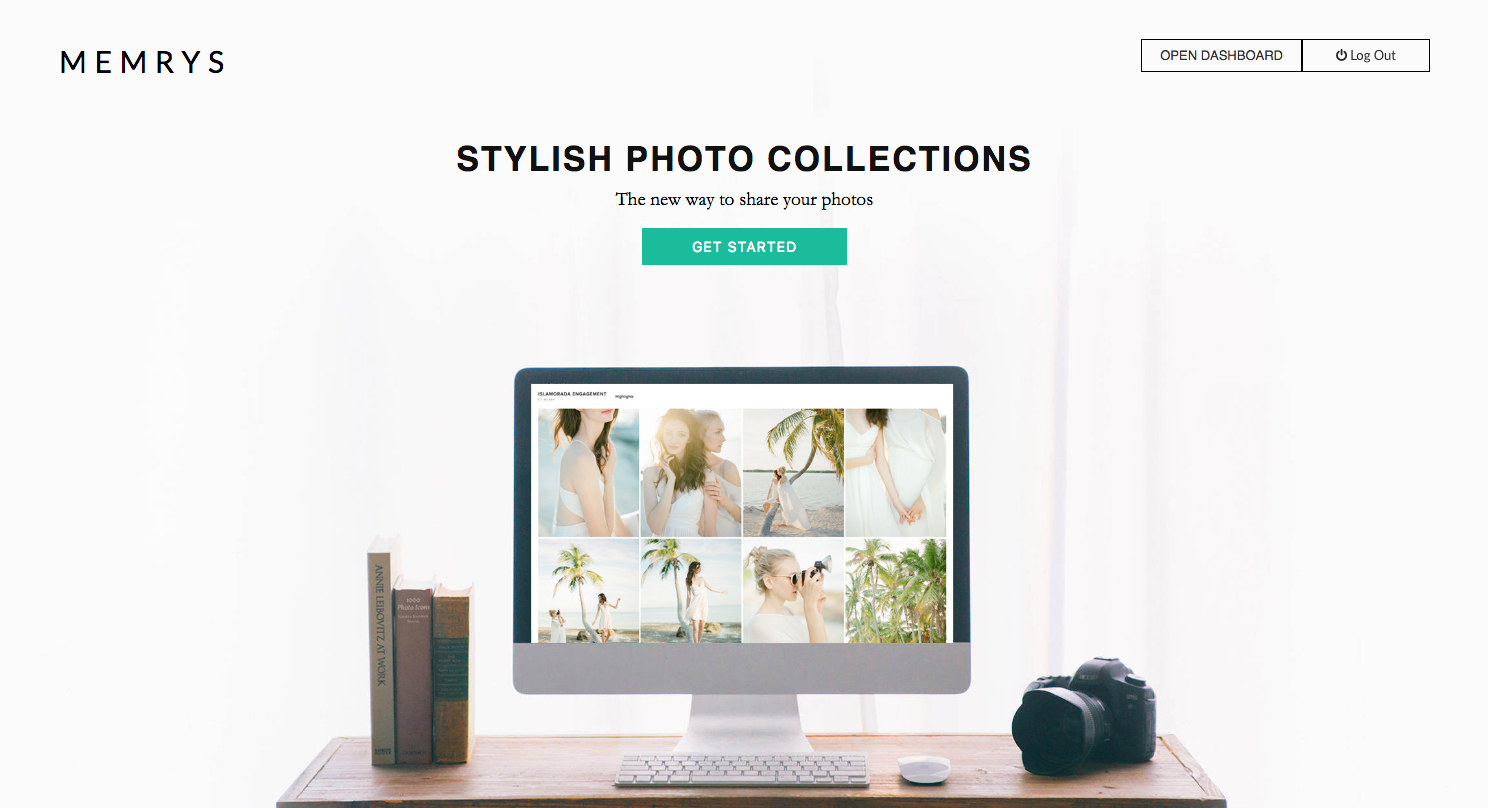 MEMRYS
OPEN DASHBOARD
Log Out
STYLISH PHOTO COLLECTIONS
The new way to share your photos
GET STARTED
ISLAMORADA ENGAGEMENT
Highlights
ANNIE LEIBOVITZ AT WORK
1000
Photo Icons